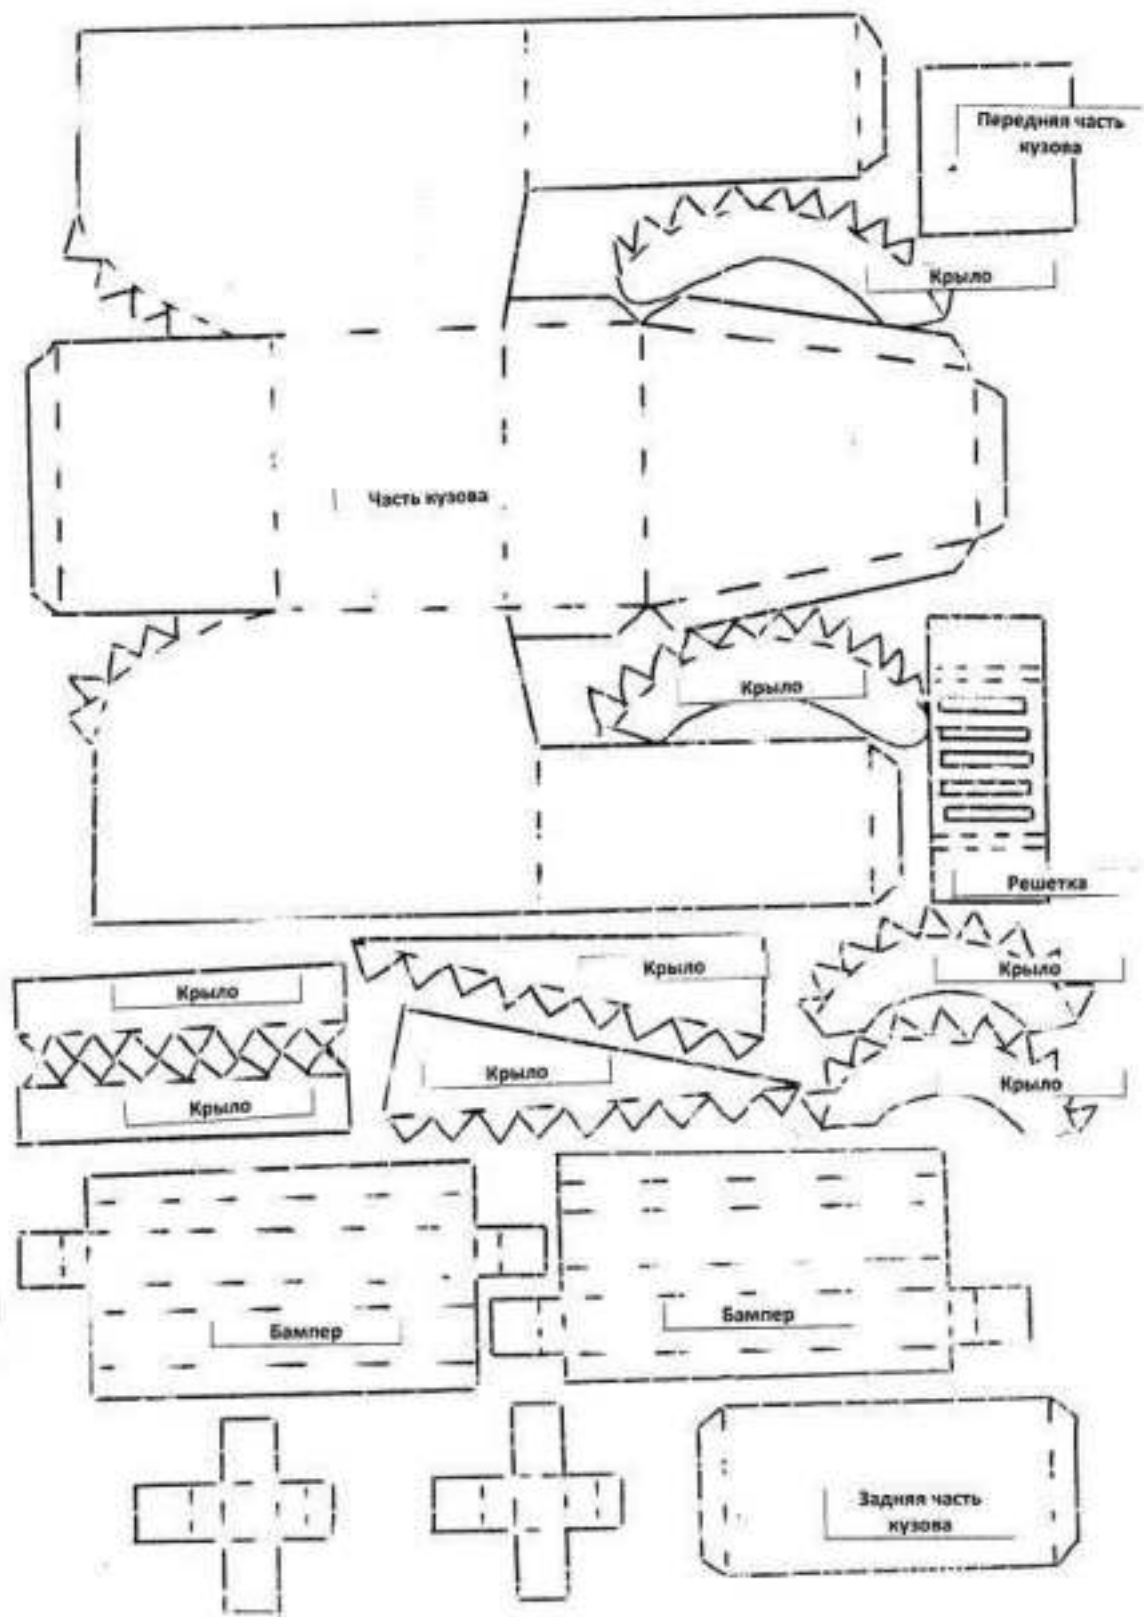 Передняя часть
кузова
Крыло
Часть кузова
Крыло
Решетка
Крыло
Крыло
Крыло
Крыло
Крыло
Крыло
Бампер
Бампер
Задняя часть
кузова